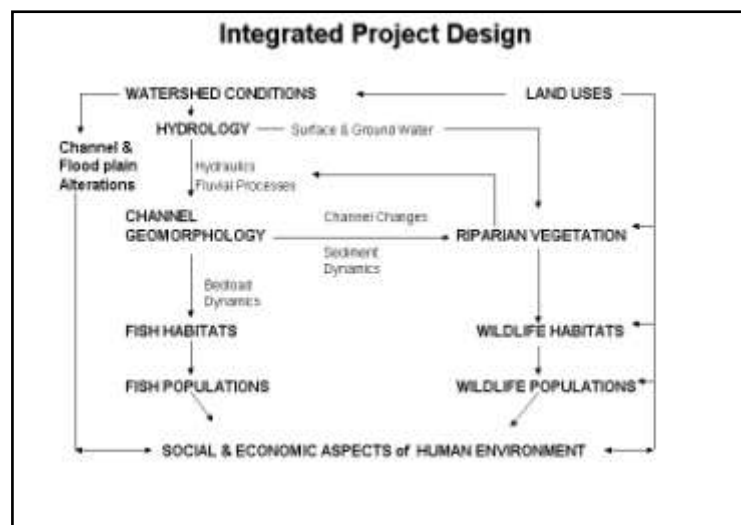 Integrated Project Design
WATERSHED CONDITIONS
LAND USES
HYDROLOGY
Surface & Ground Water
Channel &
Flood plain
Alterations
Hydraulics
Fluvial Processes
CHANNEL
GEOMORPHOLOGY
Channel Changes
Sediment
Dynamics
RIPARIAN VEGETATION
Bedload
Dynamics
FISH HABITATS
WILDLIFE HABITATS
FISH POPULATIONS
WILDLIFE POPULATIONS
SOCIAL & ECONOMIC ASPECTS of HUMAN ENVIRONMENT